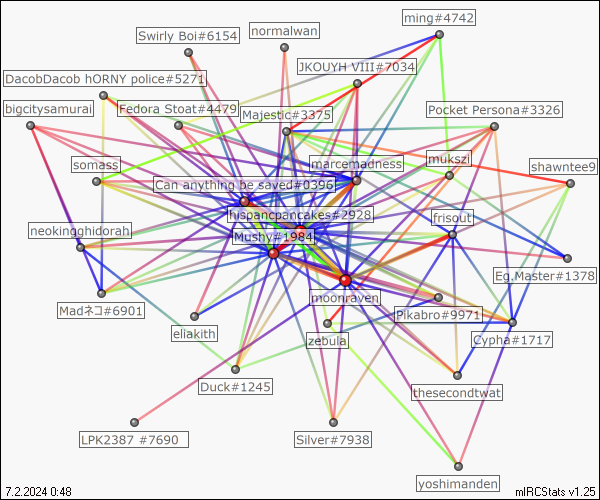 ming#4742
Swirly Boi#6154
normalwan
JKOUYH VIII#7034
DacobDacob hORNY police#5271
bigcitysamurai
Fedora Stoat#4479
Majestic#3375
Pocket Persona#3326
somass
marcemadness
mukszi
shawntee9
Can anything be saved#0396
hispancpancakes#2928
frisout
neokingghidorah
Mushy#1984
Eg.Master#1378
moonraven
Madネコ#6901
eliakith
zebula
Pikabro#9971
Cypha#1717
Duck#1245
thesecondtwat
LPK2387 #7690
Silver#7938
yoshimanden
7.2.2024 0:48
mIRCStats v1.25